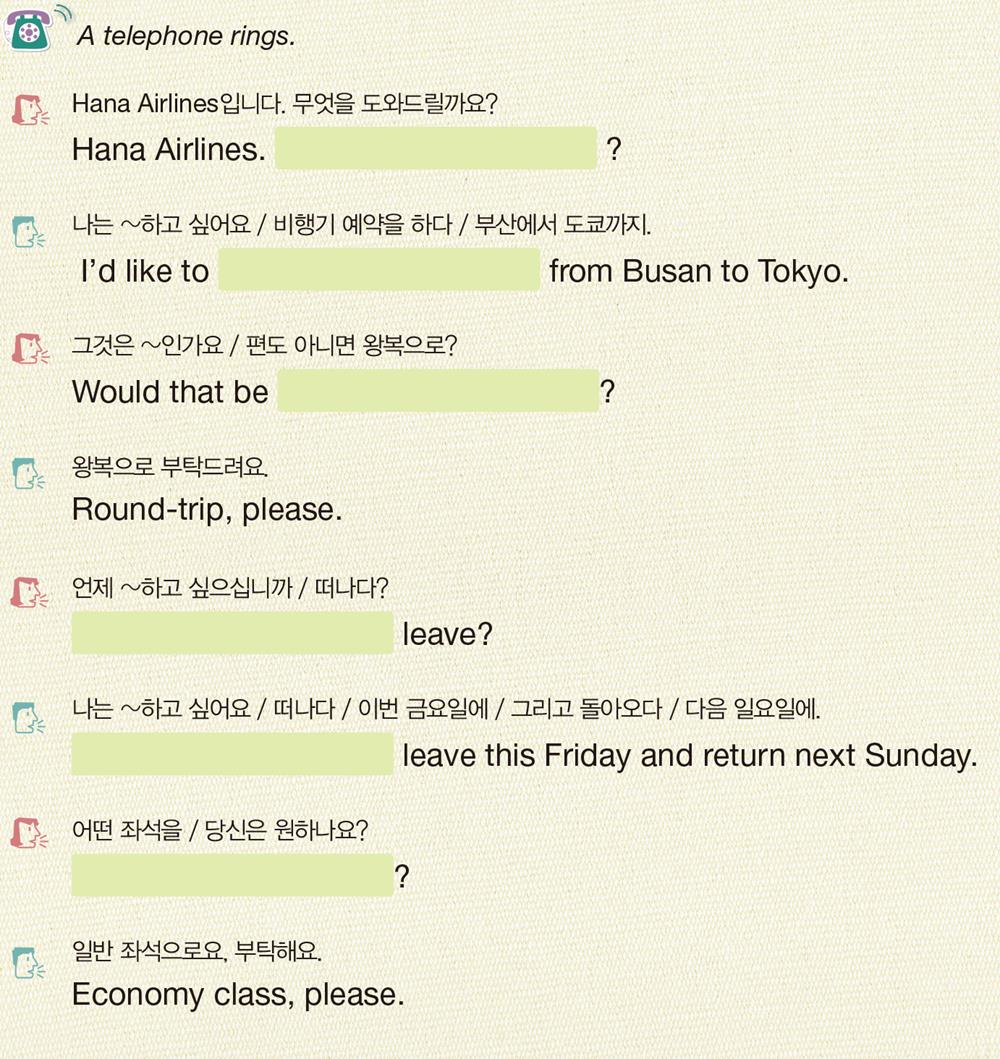 A telephone rings.
Hana Airlines입니다. 무엇을 도와드릴까요?
Hana Airlines. ?
나는 ～하고 싶어요 / 비행기 예약을 하다 / 부산에서 도쿄까지.
I’d like to from Busan to Tokyo.
그것은 ～인가요 / 편도 아니면 왕복으로?
Would that be ?
왕복으로 부탁드려요.
Round-trip, please.
언제 ～하고 싶으십니까 / 떠나다?
leave?
나는 ～하고 싶어요 / 떠나다 / 이번 금요일에 / 그리고 돌아오다 / 다음 일요일에.
leave this Friday and return next Sunday.
어떤 좌석을 / 당신은 원하나요?
?
일반 좌석으로요, 부탁해요.
Economy class, please.